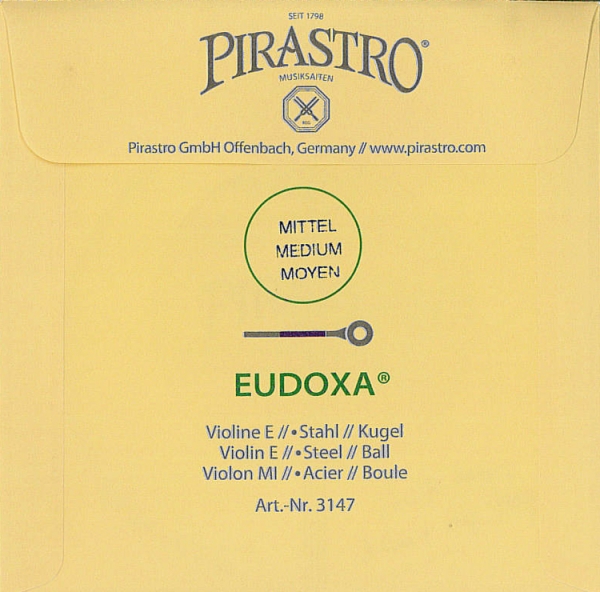 SEIT 1798
PIRASTRO®
MUSIKSAITEN
REG
Pirastro GmbH Offenbach, Germany // www.pirastro.com
MITTEL
MEDIUM
MOYEN
EUDOXA®
Violine E // • Stahl // Kugel
Violin E // • Steel // Ball
Violon MI // • Acier // Boule
Art.-Nr. 3147